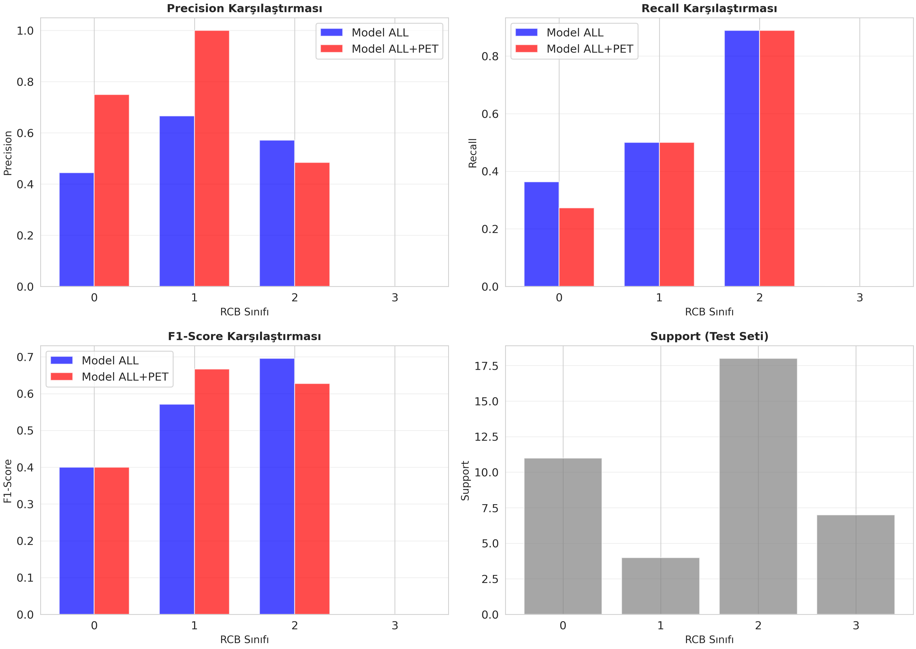 Precision Karşılaştırması
Model ALL
Model ALL+PET
Precision
1.0
0.8
0.6
0.4
0.2
0.0
0 1 2 3
RCB Sınıfı
Recall Karşılaştırması
Model ALL
Model ALL+PET
Recall
0.8
0.6
0.4
0.2
0.0
0 1 2 3
RCB Sınıfı
F1-Score Karşılaştırması
Model ALL
Model ALL+PET
F1-Score
0.7
0.6
0.5
0.4
0.3
0.2
0.1
0.0
0 1 2 3
RCB Sınıfı
Support (Test Seti)
Support
17.5
15.0
12.5
10.0
7.5
5.0
2.5
0.0
0 1 2 3
RCB Sınıfı